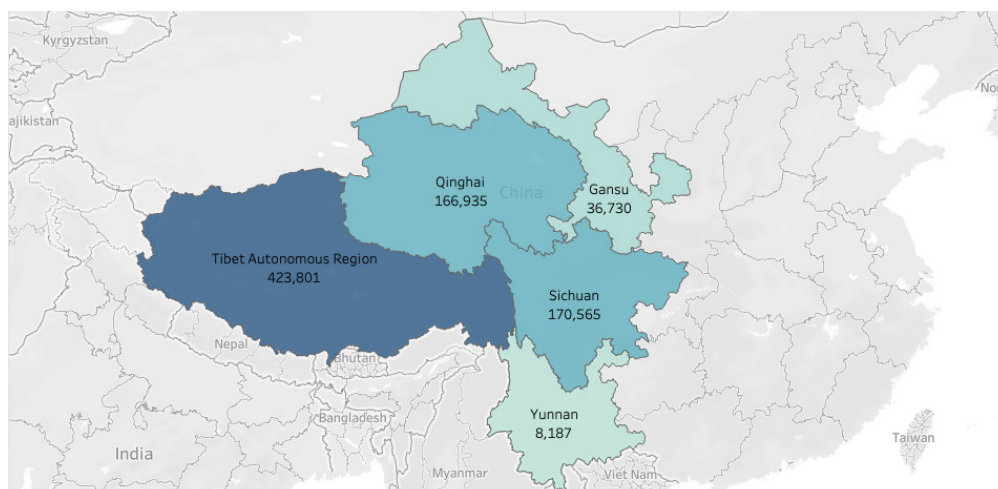 Kyrgyzstan
ajikistan
Nor
Qinghai
166,935
China
Gansu
36,730
Tibet Autonomous Region
423,801
Sichuan
170,565
Nepal
Bhutan
Bangladesh
Yunnan
8,187
Taiwan
India
Myanmar
Viet Nam